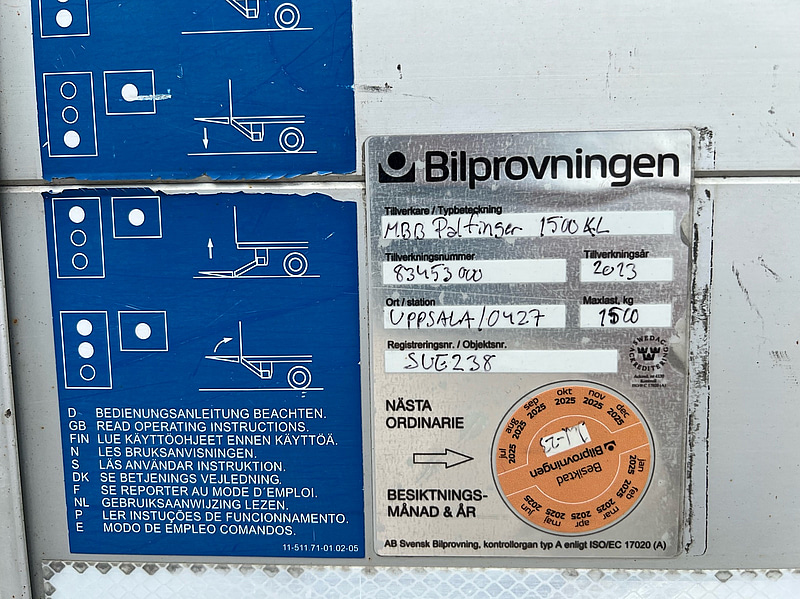 D BEDIENUNGSANLEITUNG BEACHTEN.
GB READ OPERATING INSTRUCTIONS.
FIN LUE KÄYTTÖOHJEET ENNEN KÄYTTÖÄ.
N LES BRUKSANVISNINGEN.
S LÄS ANVÄNDAR INSTRUKTION.
DK SE BETJENINGS VEJLEDNING.
F SE REPORTER AU MODE D'EMPLOI.
NL GEBRUIKSAANWIJZING LEZEN.
P LER INSTUÇÕES DE FUNCIONNAMENTO.
E MODO DE EMPLEO COMANDOS.
11-511.71-01.02-05
Bilprovningen
Tillverkare / Typbeteckning
MBB Palfinger 1500 KL
Tillverkningsnummer Tillverkningsår
83453000 2013
Ort / station Maxlast, kg
UPPSALA/0427 1500
Registreringsnr. / Objektsnr.
SUE238
SWEDAC
ACKREDITERING
NÄSTA
ORDINARIE
BESIKTNINGS-
MÅNAD & ÅR
jul 2025
aug 2025
sep 2025
okt 2025
nov 2025
dec 2025
jan 2025
feb 2025
mar 2025
apr 2025
maj 2025
jun 2025
Besiktad
Bilprovningen
AB Svensk Bilprovning, kontrollorgan typ A enligt ISO/IEC 17020 (A)